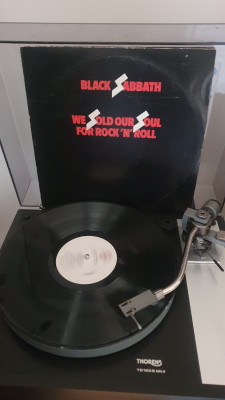 BLACK SABBATH
WE SOLD OUR SOUL
FOR ROCK 'N' ROLL
THORENS